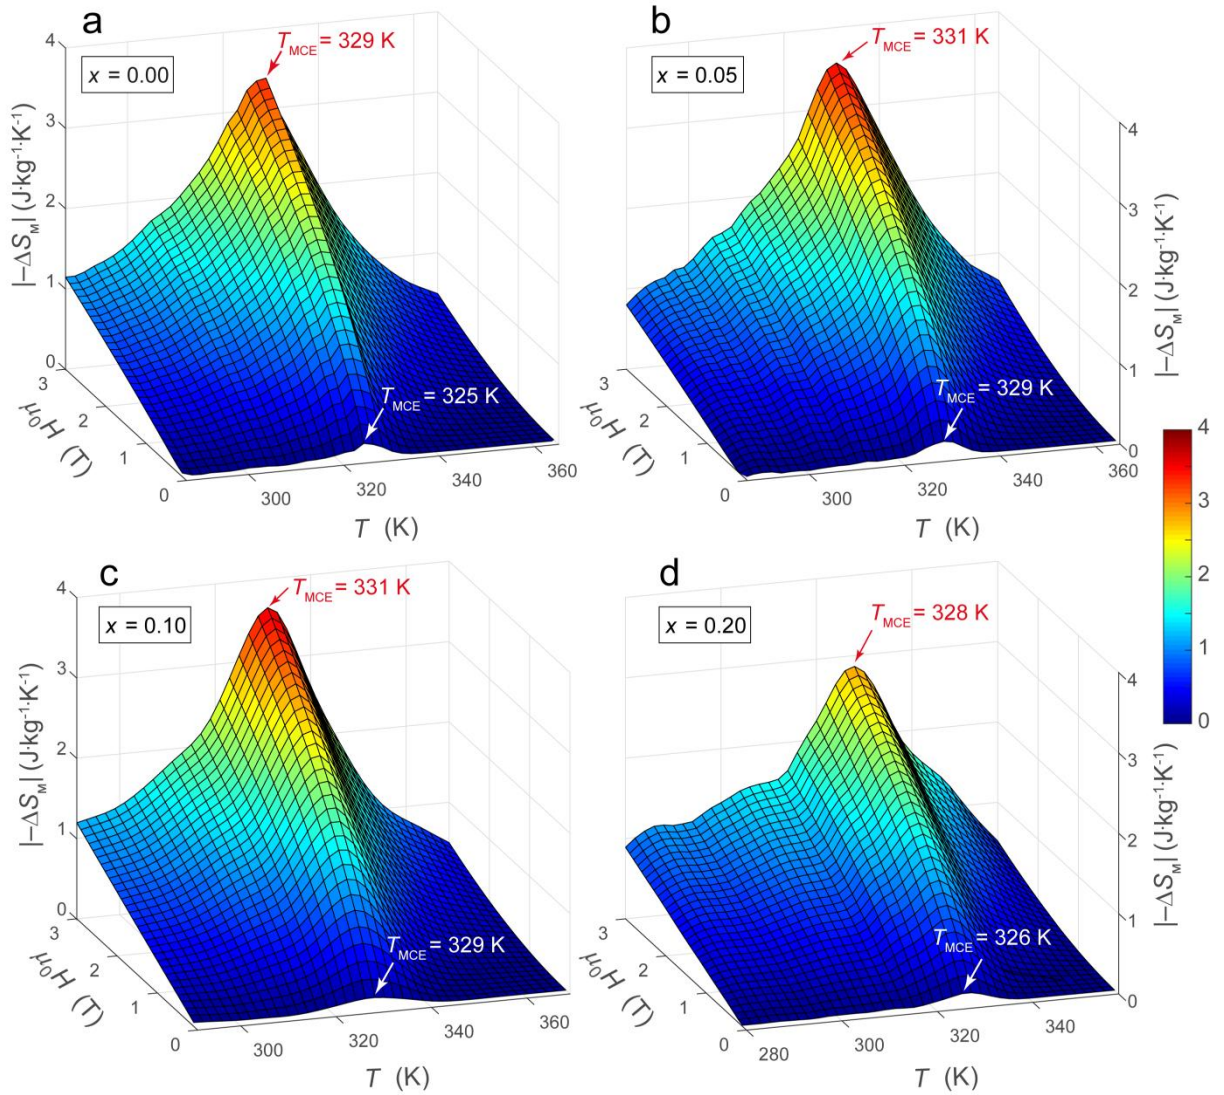 a
T_MCE = 329 K
x = 0.00
|−ΔS_M| (J·kg⁻¹·K⁻¹)
4
3
2
1
0
T_MCE = 325 K
3
2
1
0
μ₀H (T)
300
320
340
360
T (K)
b
T_MCE = 331 K
x = 0.05
|−ΔS_M| (J·kg⁻¹·K⁻¹)
4
3
2
1
0
T_MCE = 329 K
3
2
1
0
μ₀H (T)
300
320
340
360
T (K)
4
3
2
1
0
c
T_MCE = 331 K
x = 0.10
|−ΔS_M| (J·kg⁻¹·K⁻¹)
4
3
2
1
0
T_MCE = 329 K
3
2
1
0
μ₀H (T)
300
320
340
360
T (K)
d
T_MCE = 328 K
x = 0.20
|−ΔS_M| (J·kg⁻¹·K⁻¹)
4
3
2
1
0
T_MCE = 326 K
3
2
1
0
μ₀H (T)
280
300
320
340
T (K)